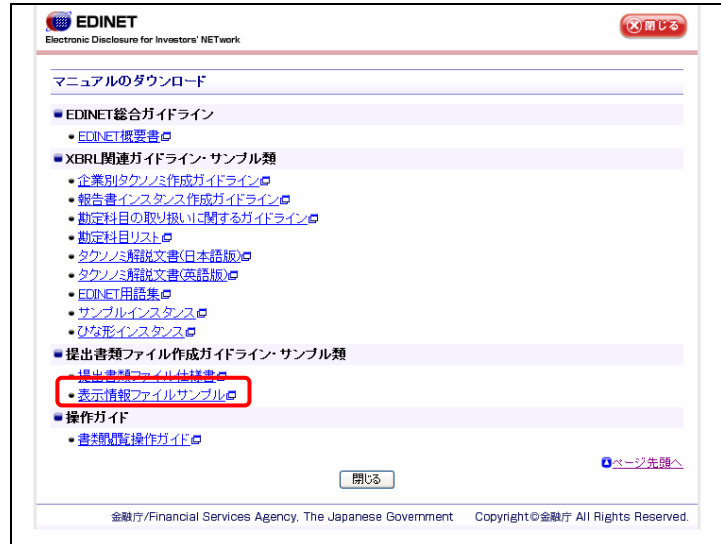 EDINET
Electronic Disclosure for Investors' NETwork
閉じる
マニュアルのダウンロード
EDINET総合ガイドライン
EDINET概要書
XBRL関連ガイドライン・サンプル類
企業別タクソノミ作成ガイドライン
報告書インスタンス作成ガイドライン
勘定科目の取り扱いに関するガイドライン
勘定科目リスト
タクソノミ解説文書(日本語版)
タクソノミ解説文書(英語版)
EDINET用語集
サンプルインスタンス
ひな形インスタンス
提出書類ファイル作成ガイドライン・サンプル類
提出書類ファイル仕様書
表示情報ファイルサンプル
操作ガイド
書類閲覧操作ガイド
ページ先頭へ
閉じる
金融庁/Financial Services Agency, The Japanese Government Copyright©金融庁 All Rights Reserved.